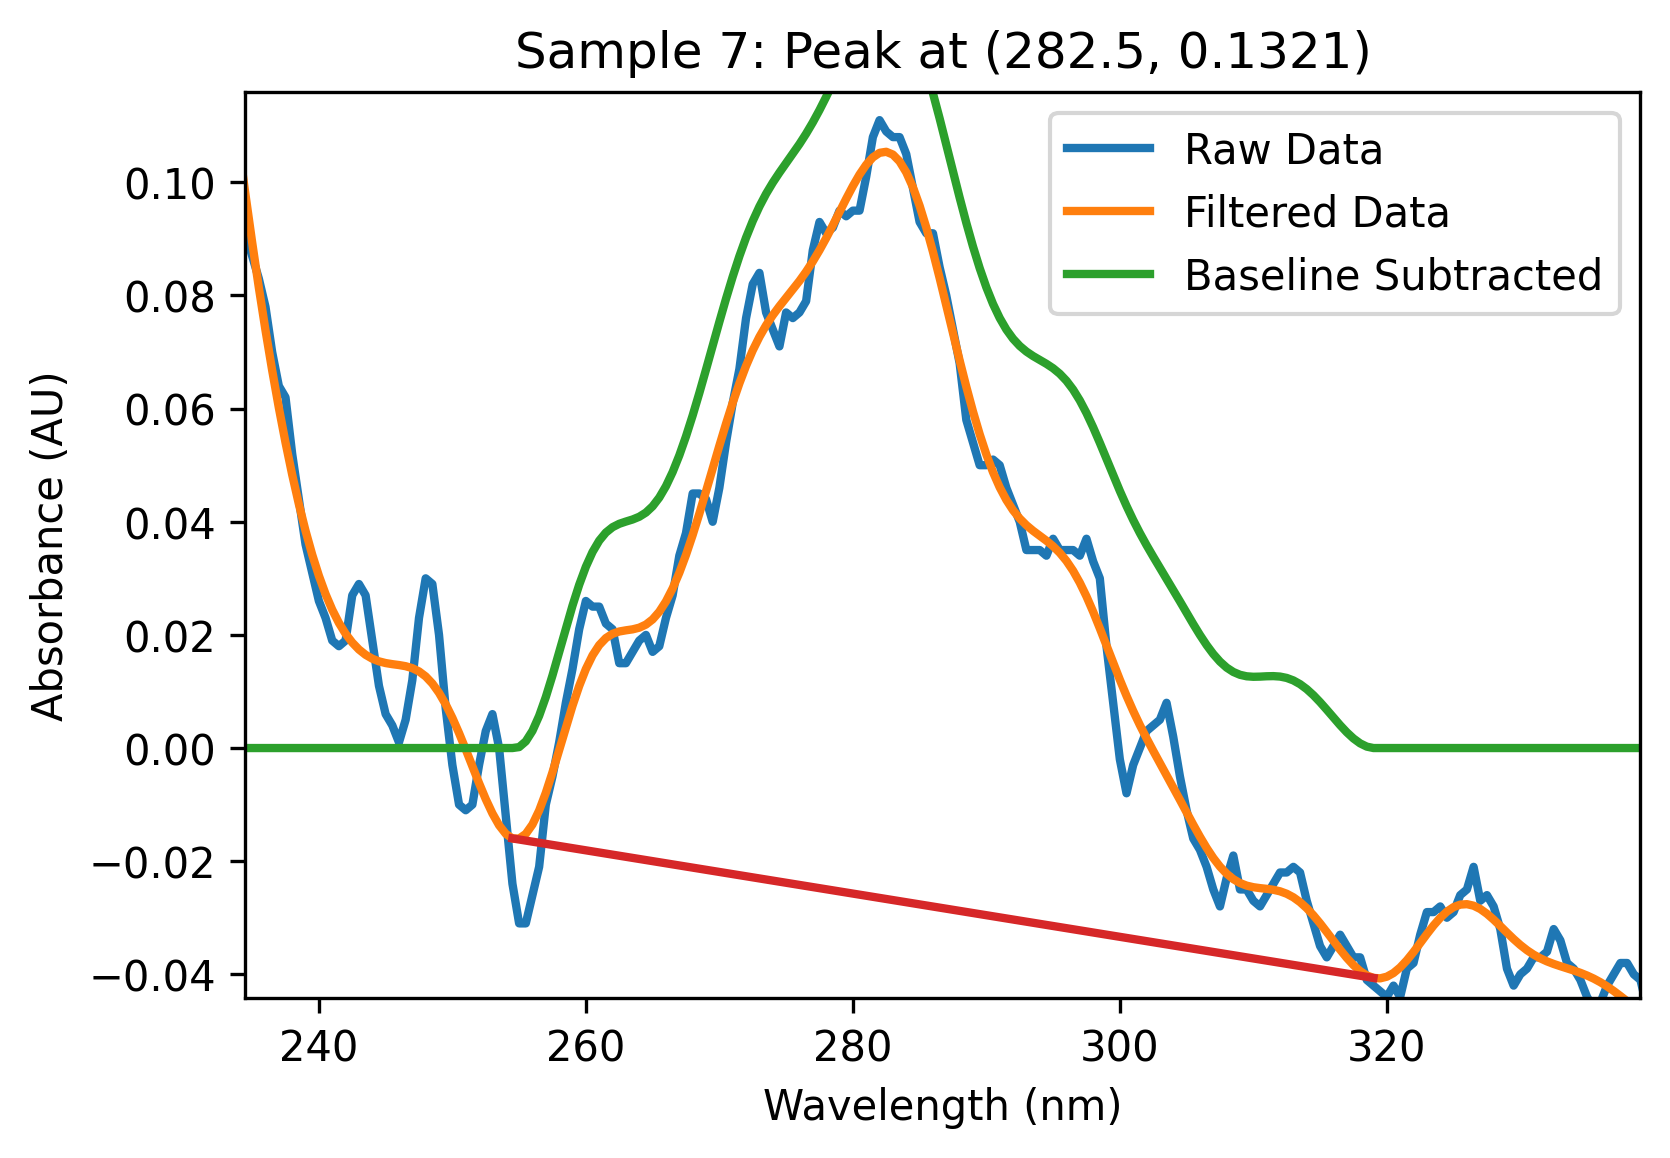 Sample 7: Peak at (282.5, 0.1321)
Raw Data
Filtered Data
Baseline Subtracted
Absorbance (AU)
0.10
0.08
0.06
0.04
0.02
0.00
−0.02
−0.04
240 260 280 300 320
Wavelength (nm)